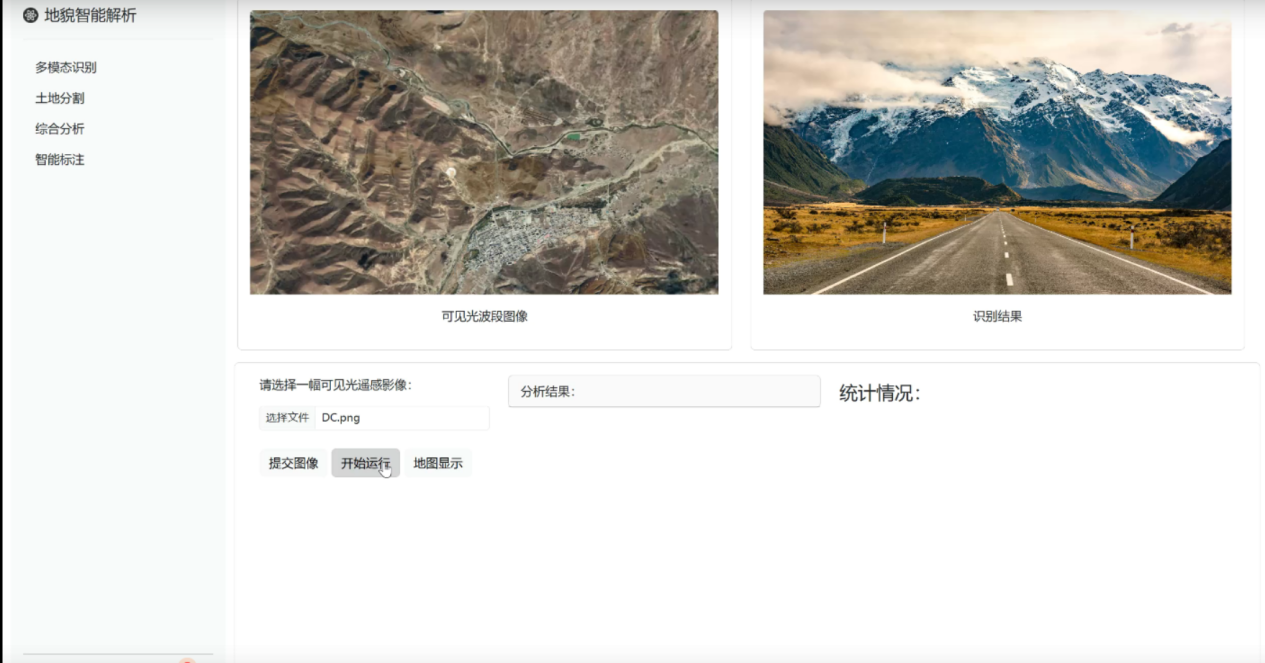 地貌智能解析
多模态识别
土地分割
综合分析
智能标注
可见光波段图像
识别结果
请选择一幅可见光遥感影像：
选择文件 DC.png
提交图像 开始运行 地图显示
分析结果：
统计情况：